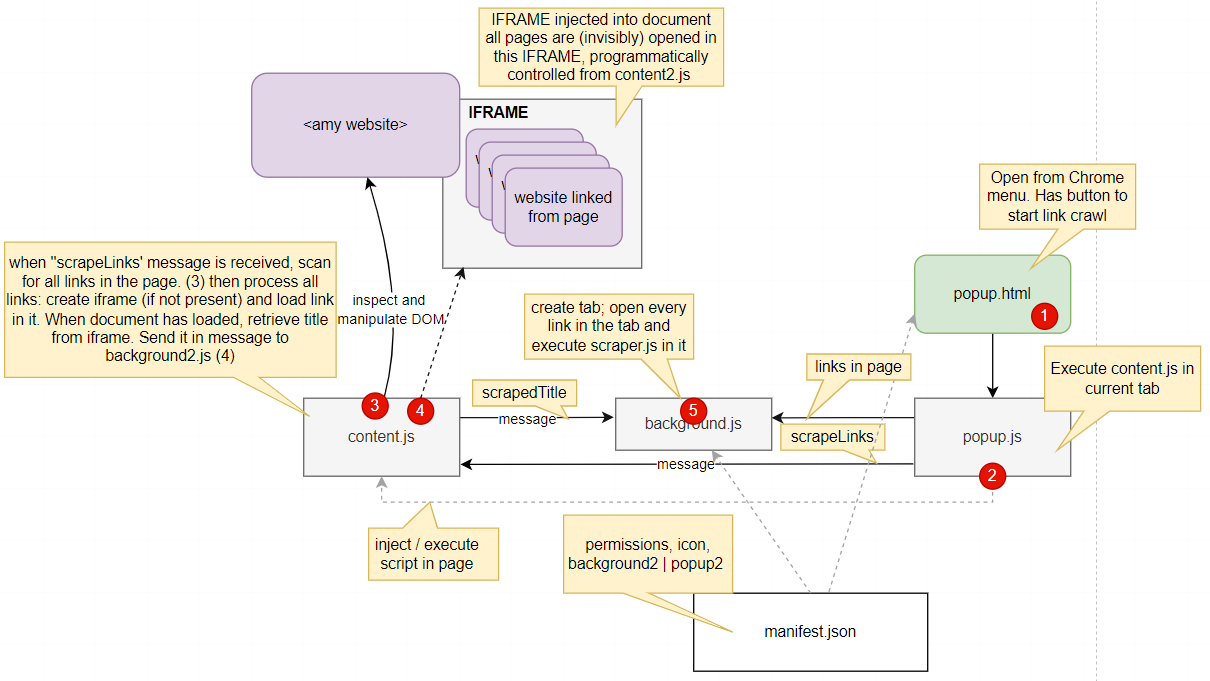 IFRAME injected into document
all pages are (invisibly) opened in
this IFRAME, programmatically
controlled from content2.js
<amy website>
IFRAME
website linked
from page
Open from Chrome
menu. Has button to
start link crawl
when "scrapeLinks' message is received, scan
for all links in the page. (3) then process all
links: create iframe (if not present) and load link
in it. When document has loaded, retrieve title
from iframe. Send it in message to
background2.js (4)
inspect and
manipulate DOM
create tab; open every
link in the tab and
execute scraper.js in it
popup.html
1
links in page
Execute content.js in
current tab
scrapedTitle
message
3
4
content.js
5
background.js
scrapeLinks
popup.js
message
2
inject / execute
script in page
permissions, icon,
background2 | popup2
manifest.json